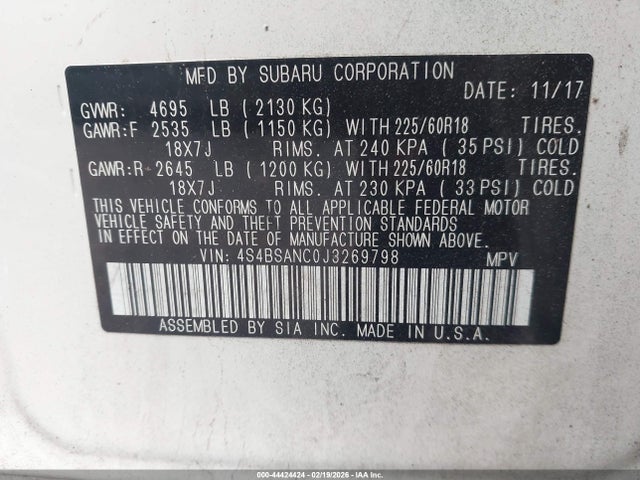 MFD BY SUBARU CORPORATION
DATE: 11/17
GVWR: 4695 LB (2130 KG)
GAWR:F 2535 LB (1150 KG) WITH 225/60R18 TIRES.
18X7J RIMS. AT 240 KPA (35 PSI) COLD
GAWR:R 2645 LB (1200 KG) WITH 225/60R18 TIRES.
18X7J RIMS. AT 230 KPA (33 PSI) COLD
THIS VEHICLE CONFORMS TO ALL APPLICABLE FEDERAL MOTOR
VEHICLE SAFETY AND THEFT PREVENTION STANDARDS
IN EFFECT ON THE DATE OF MANUFACTURE SHOWN ABOVE.
VIN: 4S4BSANC0J3269798 MPV
ASSEMBLED BY SIA INC. MADE IN U.S.A.
000-44424424 - 02/19/2026 - IAAI.com